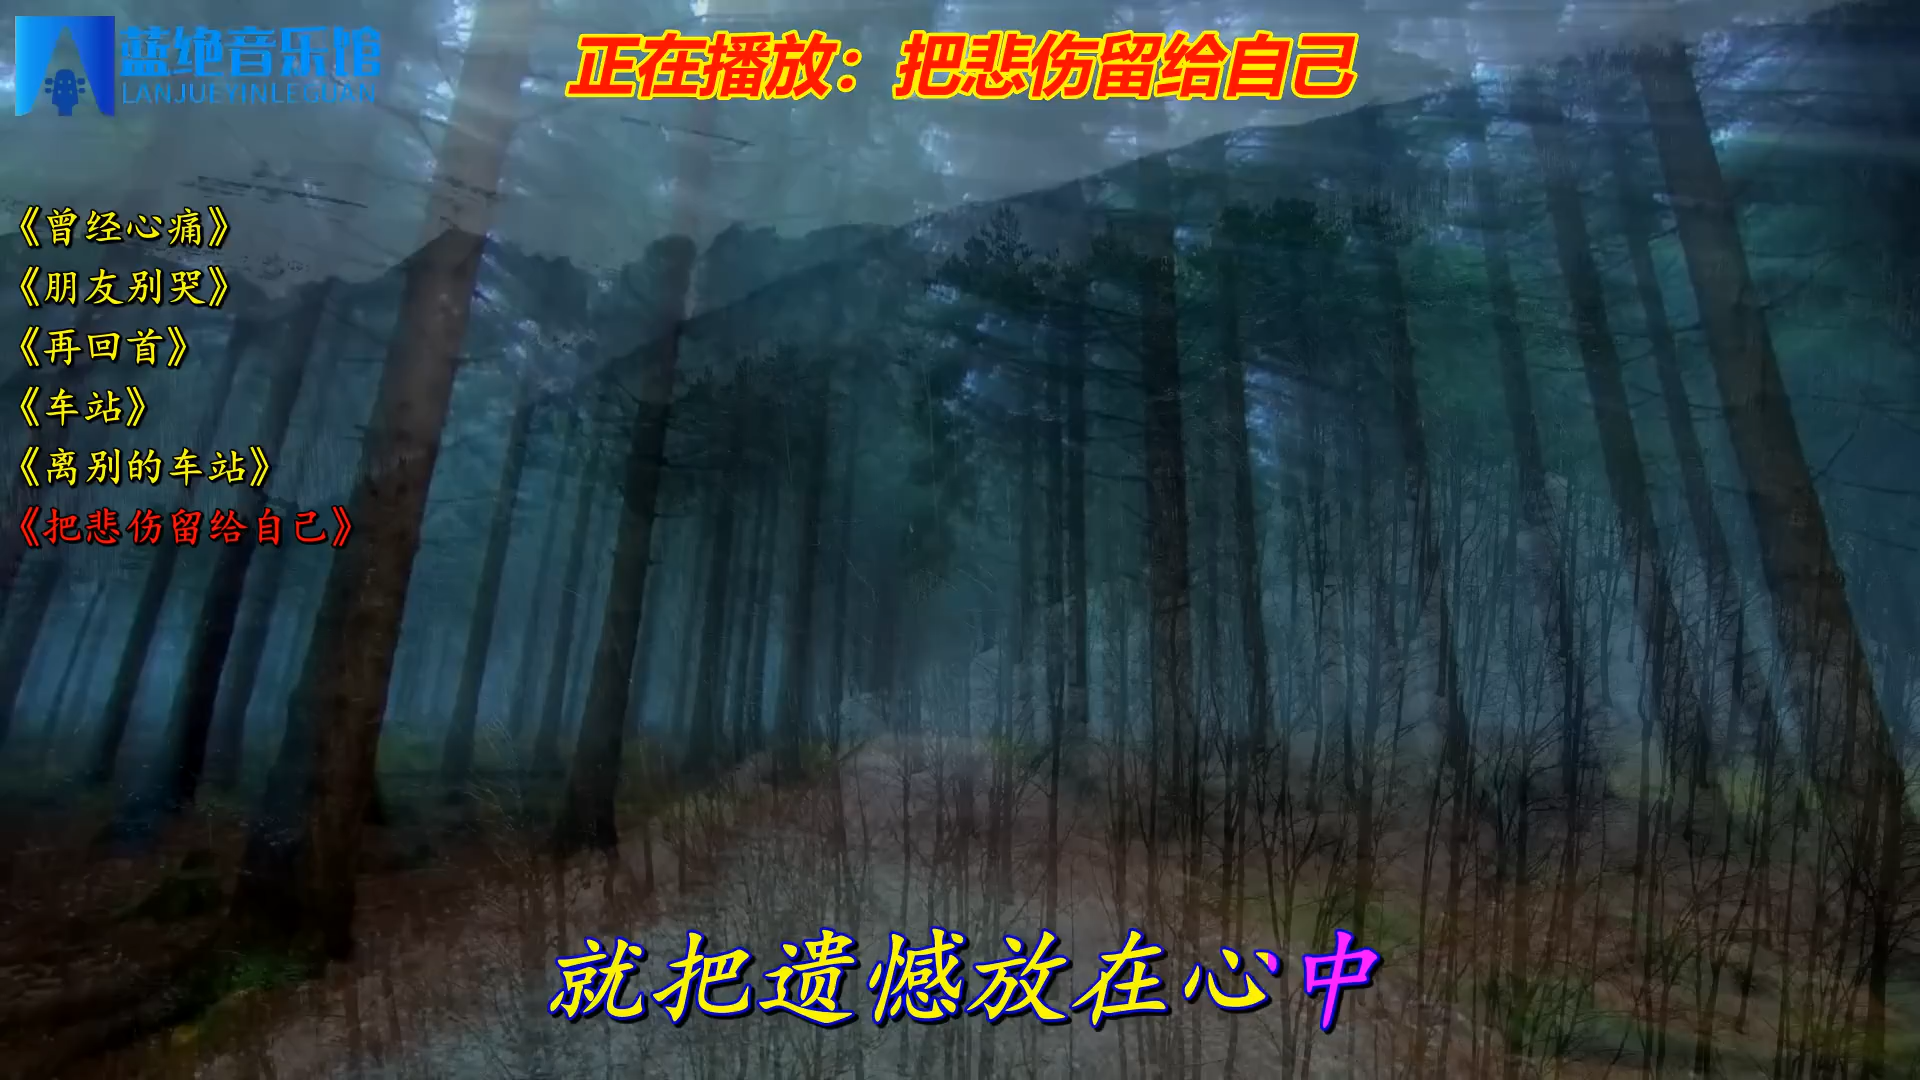 蓝绝音乐馆
LANJUEYINLEGUAN
正在播放：把悲伤留给自己
《曾经心痛》
《朋友别哭》
《再回首》
《车站》
《离别的车站》
《把悲伤留给自己》
就把遗憾放在心中